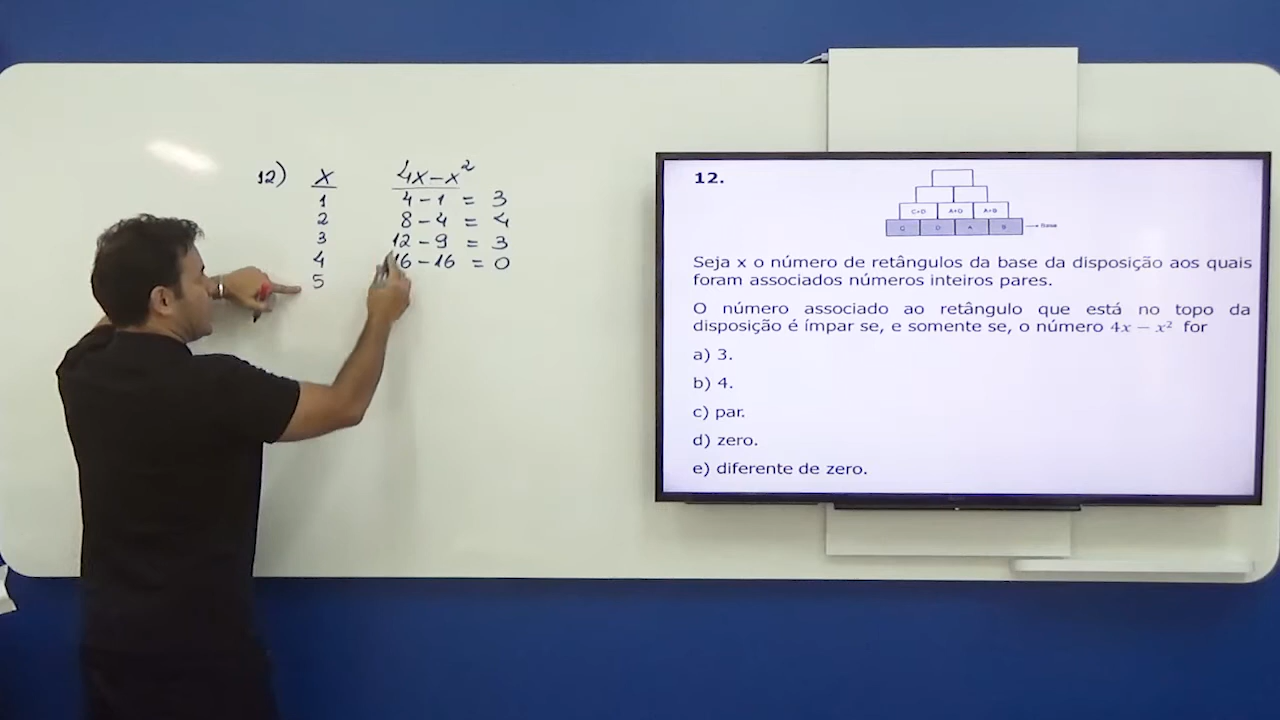 12) x 4x-x²
1 4-1 = 3
2 8-4 = 4
3 12-9 = 3
4 16-16 = 0
5
12.
C+D A+D A+B
C D A B Base
Seja x o número de retângulos da base da disposição aos quais
foram associados números inteiros pares.
O número associado ao retângulo que está no topo da
disposição é ímpar se, e somente se, o número 4x − x² for
a) 3.
b) 4.
c) par.
d) zero.
e) diferente de zero.